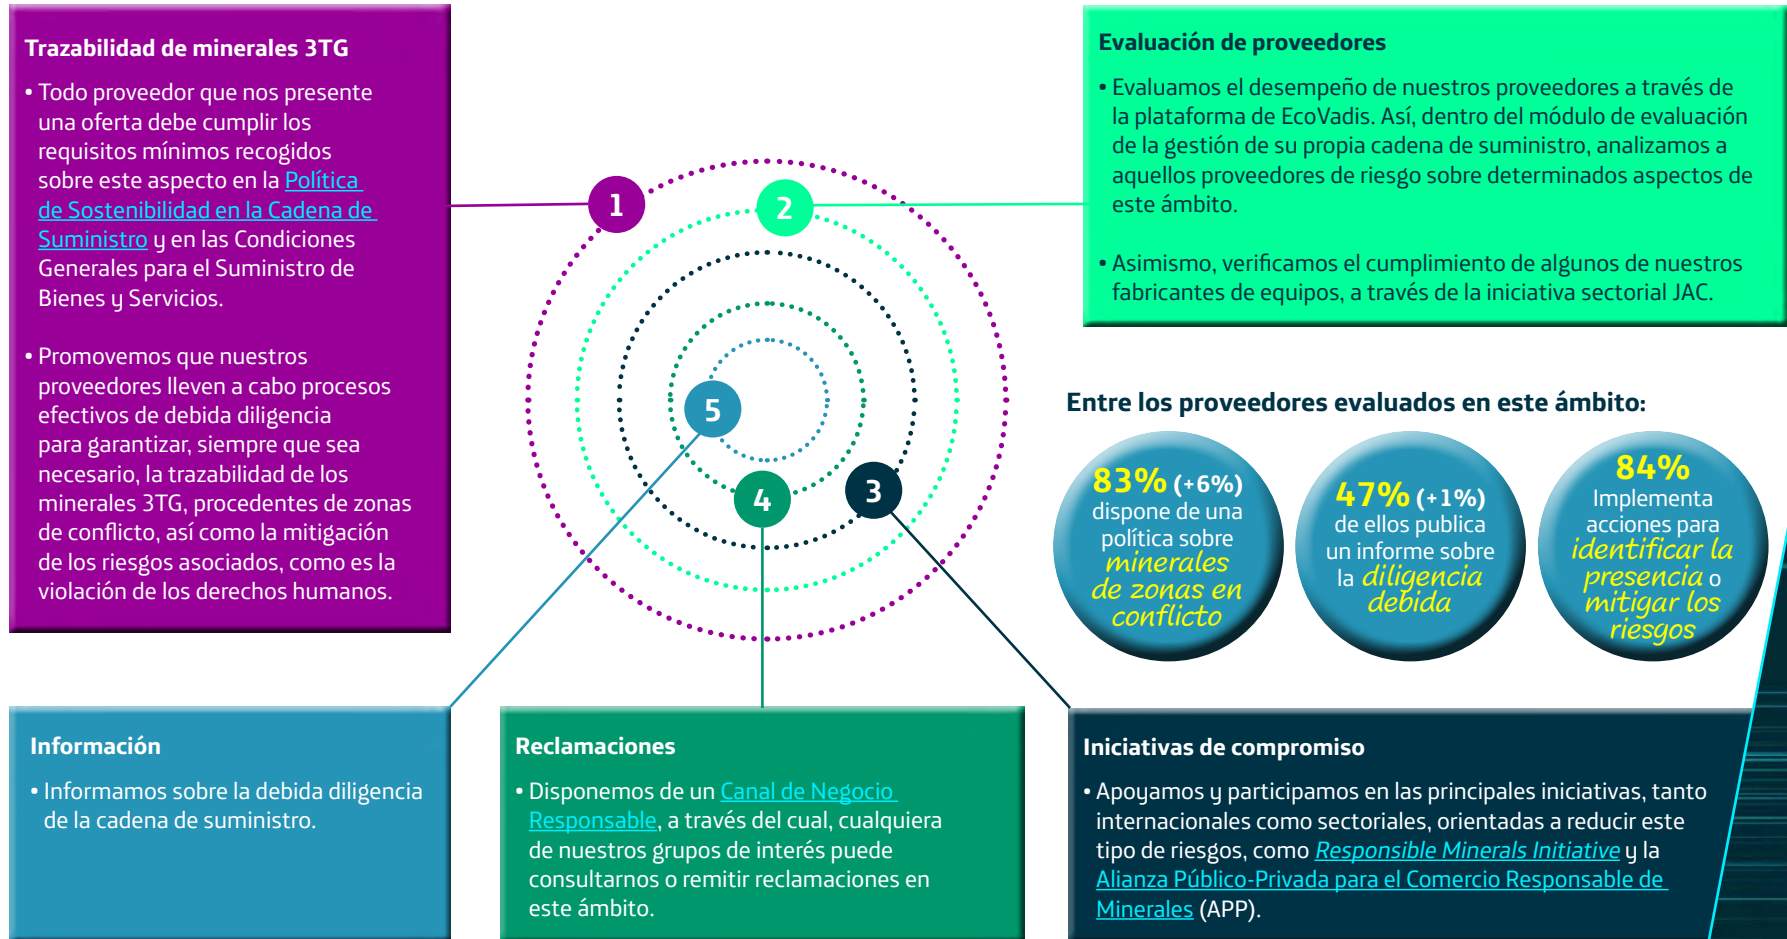 Trazabilidad de minerales 3TG
• Todo proveedor que nos presente
una oferta debe cumplir los
requisitos mínimos recogidos
sobre este aspecto en la Política
de Sostenibilidad en la Cadena de
Suministro y en las Condiciones
Generales para el Suministro de
Bienes y Servicios.
• Promovemos que nuestros
proveedores lleven a cabo procesos
efectivos de debida diligencia
para garantizar, siempre que sea
necesario, la trazabilidad de los
minerales 3TG, procedentes de zonas
de conflicto, así como la mitigación
de los riesgos asociados, como es la
violación de los derechos humanos.
1
2
5
4
3
Evaluación de proveedores
• Evaluamos el desempeño de nuestros proveedores a través de
la plataforma de EcoVadis. Así, dentro del módulo de evaluación
de la gestión de su propia cadena de suministro, analizamos a
aquellos proveedores de riesgo sobre determinados aspectos de
este ámbito.
• Asimismo, verificamos el cumplimiento de algunos de nuestros
fabricantes de equipos, a través de la iniciativa sectorial JAC.
Entre los proveedores evaluados en este ámbito:
83% (+6%)
dispone de una
política sobre
minerales
de zonas en
conflicto
47% (+1%)
de ellos publica
un informe sobre
la diligencia
debida
84%
Implementa
acciones para
identificar la
presencia o
mitigar los
riesgos
Información
• Informamos sobre la debida diligencia
de la cadena de suministro.
Reclamaciones
• Disponemos de un Canal de Negocio
Responsable, a través del cual, cualquiera
de nuestros grupos de interés puede
consultarnos o remitir reclamaciones en
este ámbito.
Iniciativas de compromiso
• Apoyamos y participamos en las principales iniciativas, tanto
internacionales como sectoriales, orientadas a reducir este
tipo de riesgos, como Responsible Minerals Initiative y la
Alianza Público-Privada para el Comercio Responsable de
Minerales (APP).